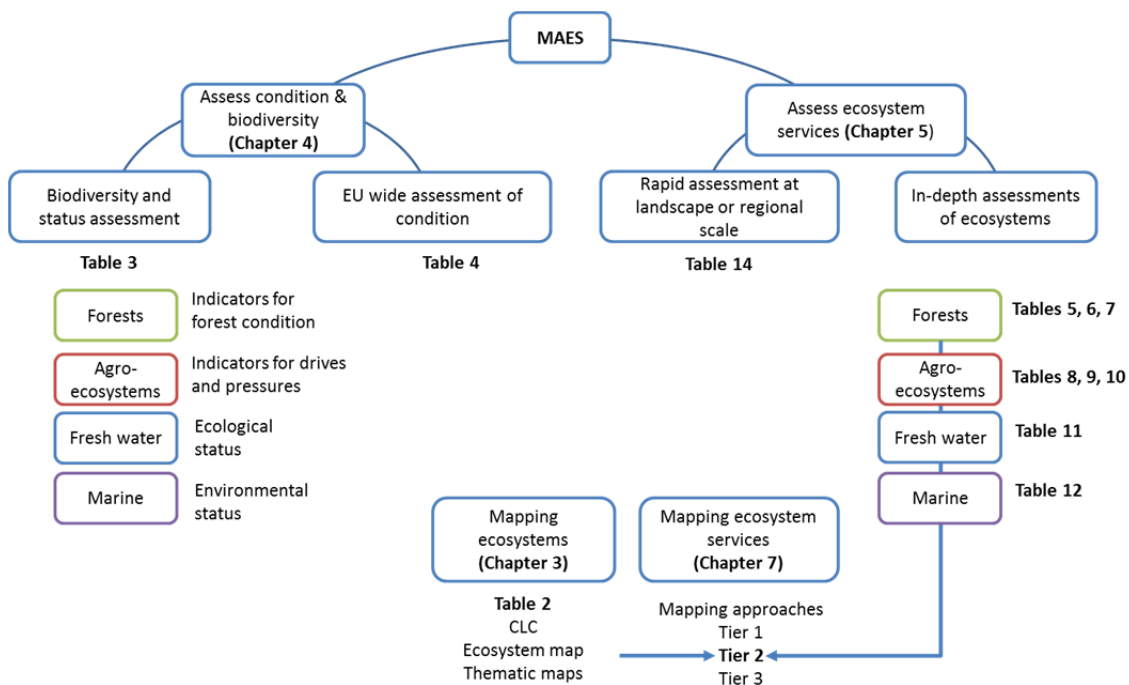 MAES
Assess condition &
biodiversity
(Chapter 4)
Assess ecosystem
services (Chapter 5)
Biodiversity and
status assessment
EU wide assessment of
condition
Rapid assessment at
landscape or regional
scale
In-depth assessments
of ecosystems
Table 3
Table 4
Table 14
Forests
Indicators for
forest condition
Agro-
ecosystems
Indicators for drives
and pressures
Fresh water
Ecological
status
Marine
Environmental
status
Forests
Tables 5, 6, 7
Agro-
ecosystems
Tables 8, 9, 10
Fresh water
Table 11
Marine
Table 12
Mapping
ecosystems
(Chapter 3)
Mapping ecosystem
services
(Chapter 7)
Table 2
CLC
Ecosystem map
Thematic maps
Mapping approaches
Tier 1
Tier 2
Tier 3